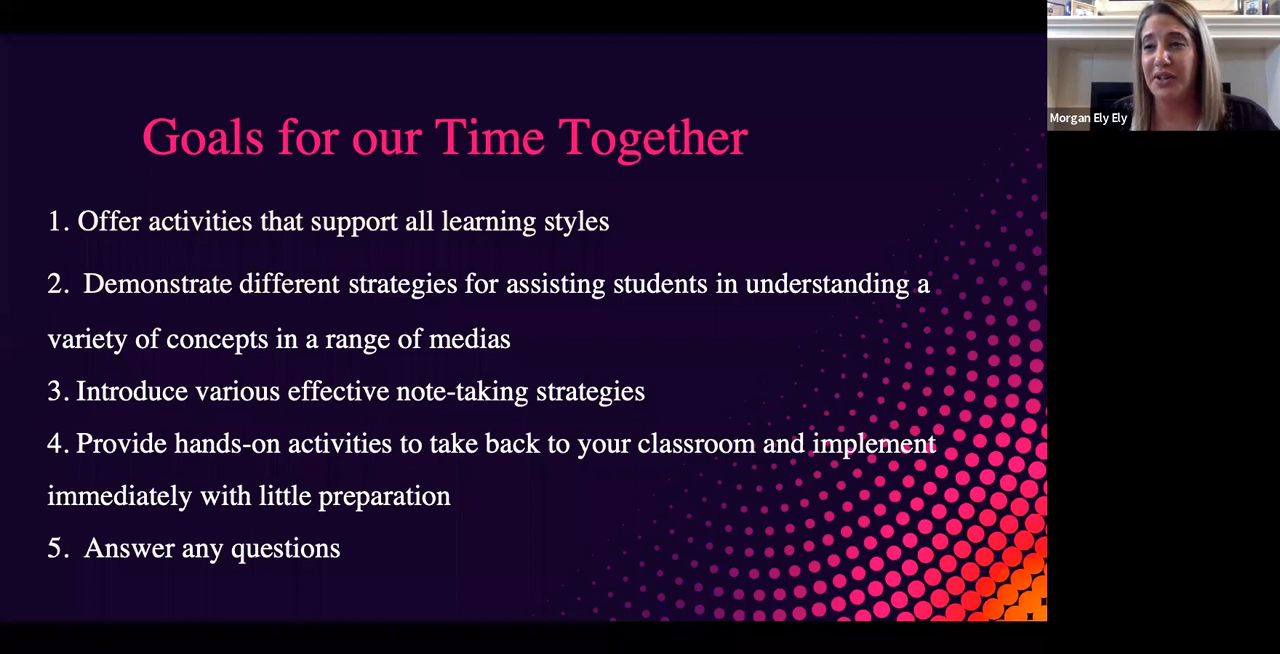 Goals for our Time Together
1. Offer activities that support all learning styles
2. Demonstrate different strategies for assisting students in understanding a
variety of concepts in a range of medias
3. Introduce various effective note-taking strategies
4. Provide hands-on activities to take back to your classroom and implement
immediately with little preparation
5. Answer any questions
Morgan Ely Ely